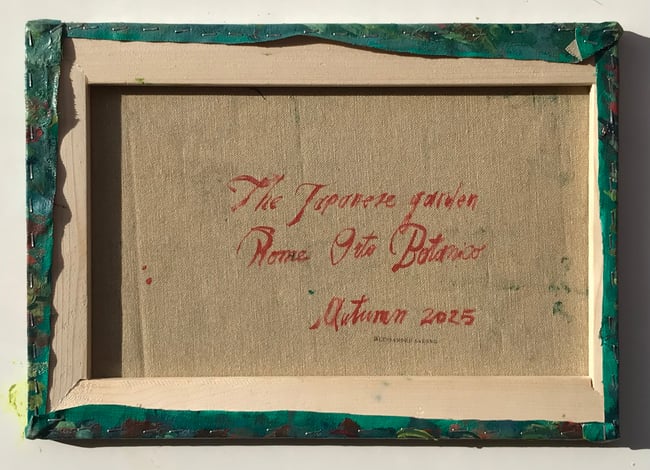 The Japanese garden
Rome Orto Botanico
Autumn 2025